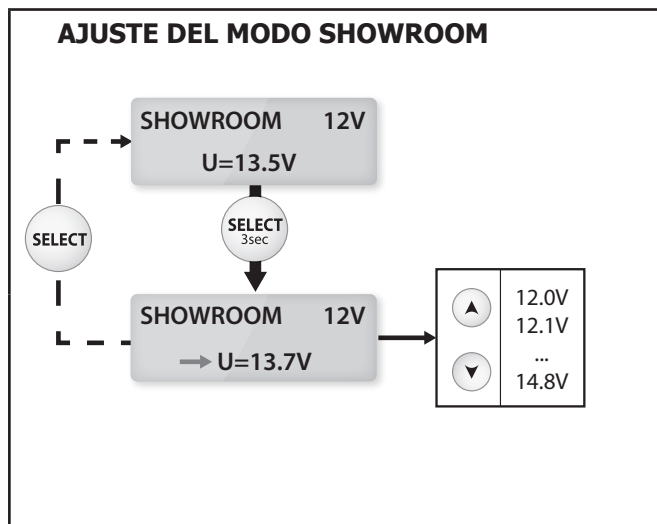 AJUSTE DEL MODO SHOWROOM
SHOWROOM 12V
U=13.5V
SELECT
SELECT
3sec
SHOWROOM 12V
U=13.7V
12.0V
12.1V
...
14.8V